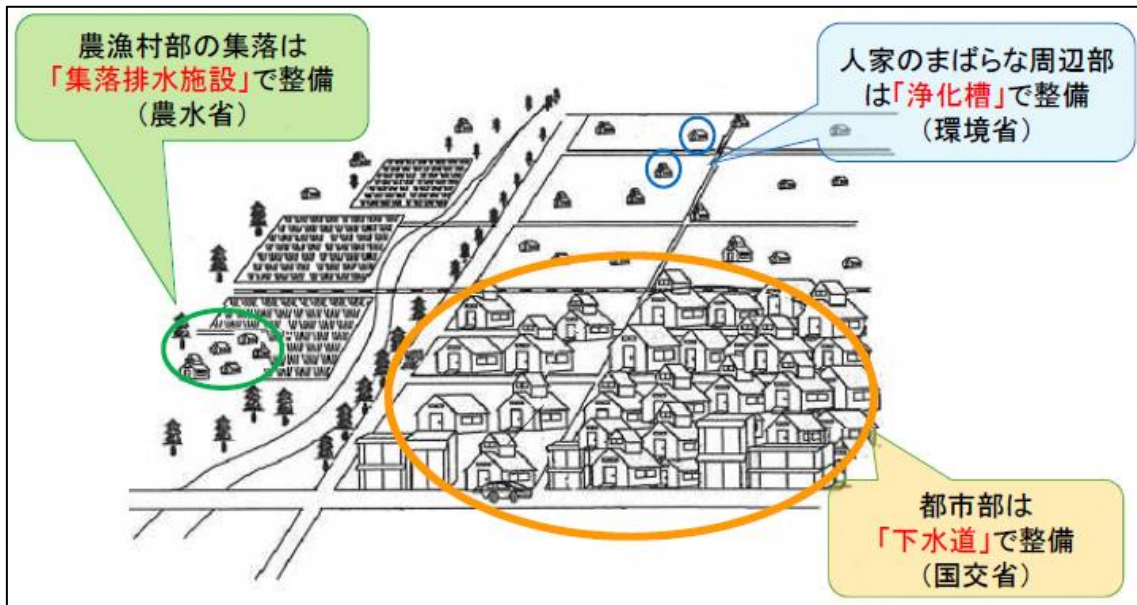 農漁村部の集落は
「集落排水施設」で整備
（農水省）
人家のまばらな周辺部
は「浄化槽」で整備
（環境省）
都市部は
「下水道」で整備
（国交省）